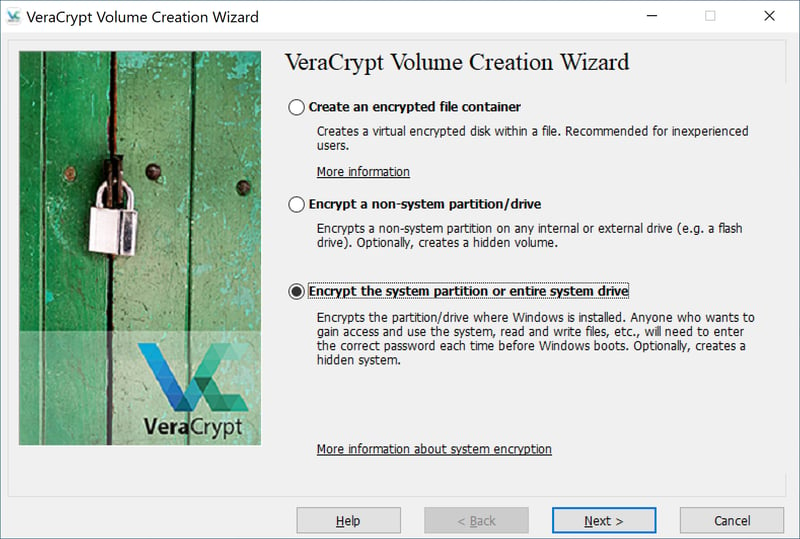 VeraCrypt Volume Creation Wizard
VeraCrypt Volume Creation Wizard
Create an encrypted file container
Creates a virtual encrypted disk within a file. Recommended for inexperienced
users.
More information
Encrypt a non-system partition/drive
Encrypts a non-system partition on any internal or external drive (e.g. a flash
drive). Optionally, creates a hidden volume.
Encrypt the system partition or entire system drive
Encrypts the partition/drive where Windows is installed. Anyone who wants to
gain access and use the system, read and write files, etc., will need to enter
the correct password each time before Windows boots. Optionally, creates a
hidden system.
VeraCrypt
More information about system encryption
Help
< Back
Next >
Cancel